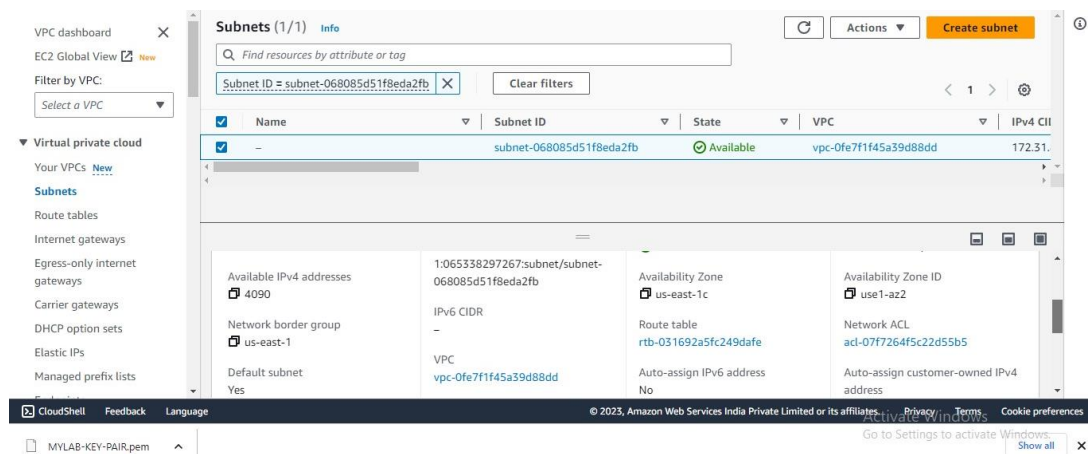 VPC dashboard
EC2 Global View New
Filter by VPC:
Select a VPC
Virtual private cloud
Your VPCs New
Subnets
Route tables
Internet gateways
Egress-only internet
gateways
Carrier gateways
DHCP option sets
Elastic IPs
Managed prefix lists
Subnets (1/1) Info
Actions
Create subnet
Find resources by attribute or tag
Subnet ID = subnet-068085d51f8eda2fb
Clear filters
1
Name Subnet ID State VPC IPv4 CI
– subnet-068085d51f8eda2fb Available vpc-0fe7f1f45a39d88dd 172.31.
Available IPv4 addresses
4090
Network border group
us-east-1
Default subnet
Yes
1:065338297267:subnet/subnet-
068085d51f8eda2fb
IPv6 CIDR
–
VPC
vpc-0fe7f1f45a39d88dd
Availability Zone
us-east-1c
Route table
rtb-031692a5fc249dafe
Auto-assign IPv6 address
No
Availability Zone ID
use1-az2
Network ACL
acl-07f7264f5c22d55b5
Auto-assign customer-owned IPv4
address
CloudShell Feedback Language © 2023, Amazon Web Services India Private Limited or its affiliates. Privacy Terms Cookie preferences
Activate Windows
Go to Settings to activate Windows.
MYLAB-KEY-PAIR.pem
Show all